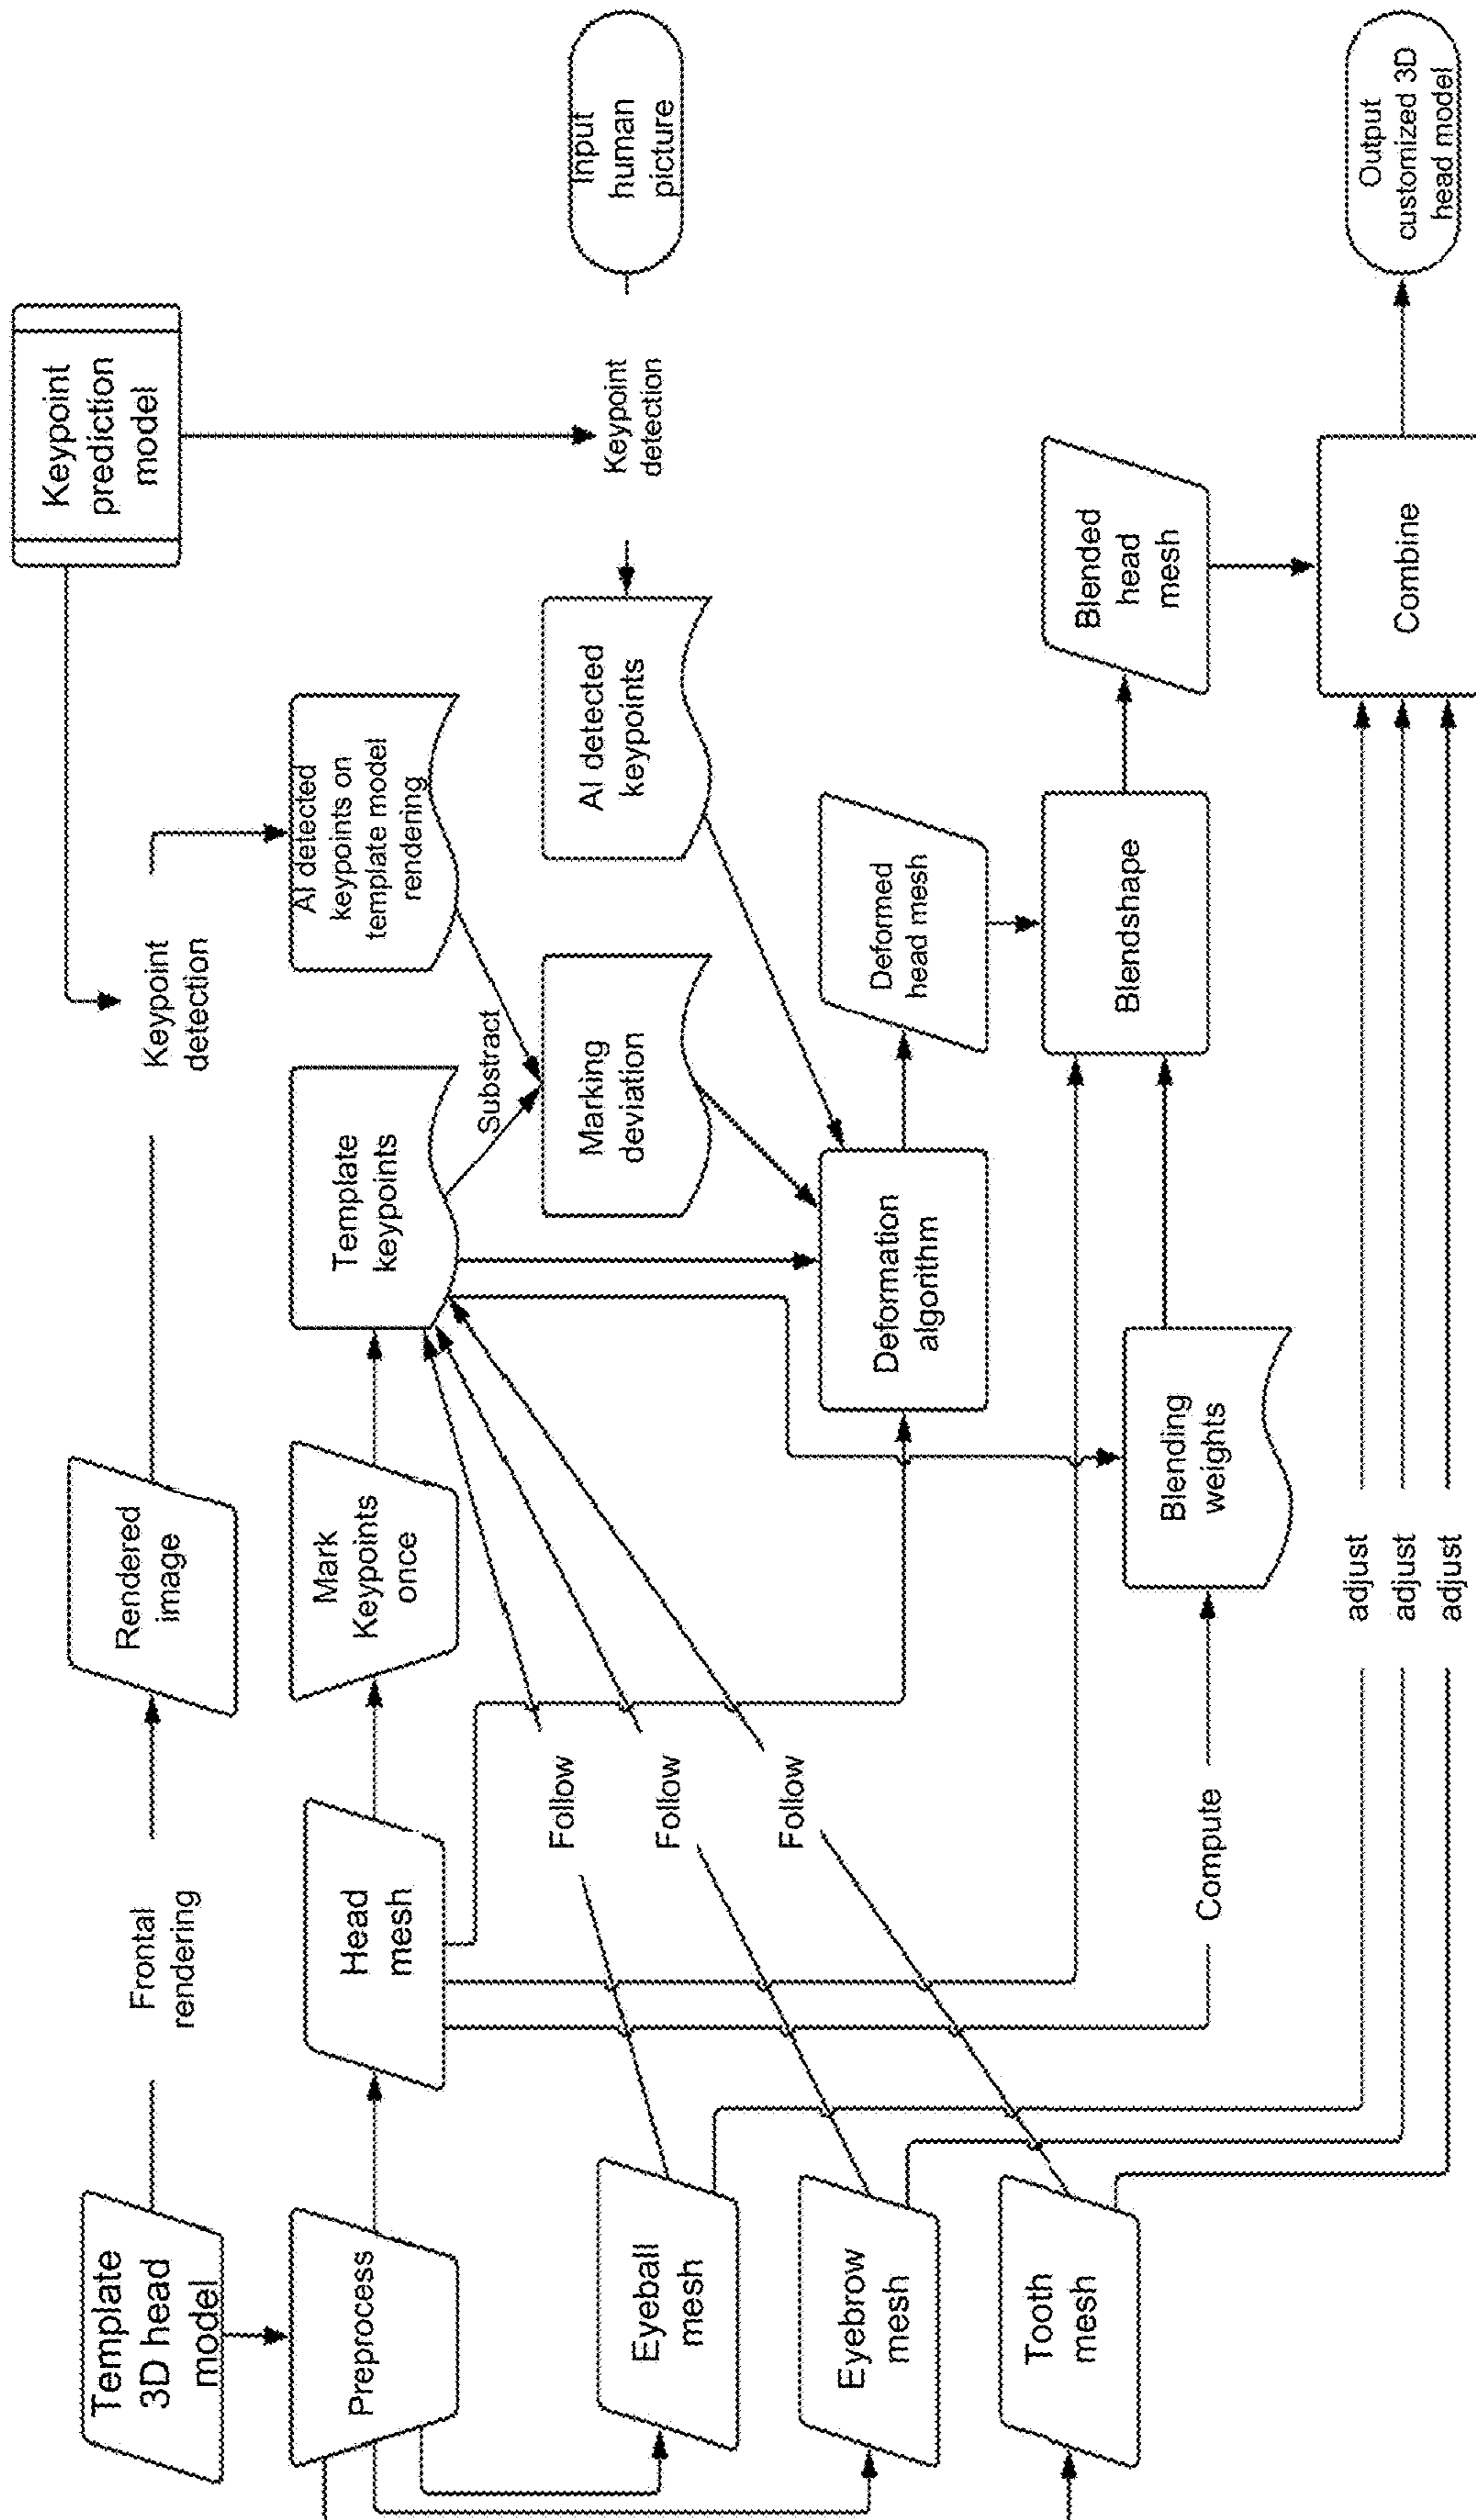 Template
3D head
model
Frontal
rendering
Rendered
image
Keypoint
detection
Keypoint
prediction
model
Preprocess
Head
mesh
Mark
Keypoints
once
Template
keypoints
AI detected
keypoints on
template model
rendering
Substract
Eyeball
mesh
Follow
Marking
deviation
AI detected
keypoints
Keypoint
detection
Input
human
picture
Eyebrow
mesh
Follow
Follow
Deformation
algorithm
Deformed
head mesh
Tooth
mesh
Compute
Blending
weights
Blendshape
Blended
head
mesh
adjust
adjust
adjust
Combine
Output
customized 3D
head model